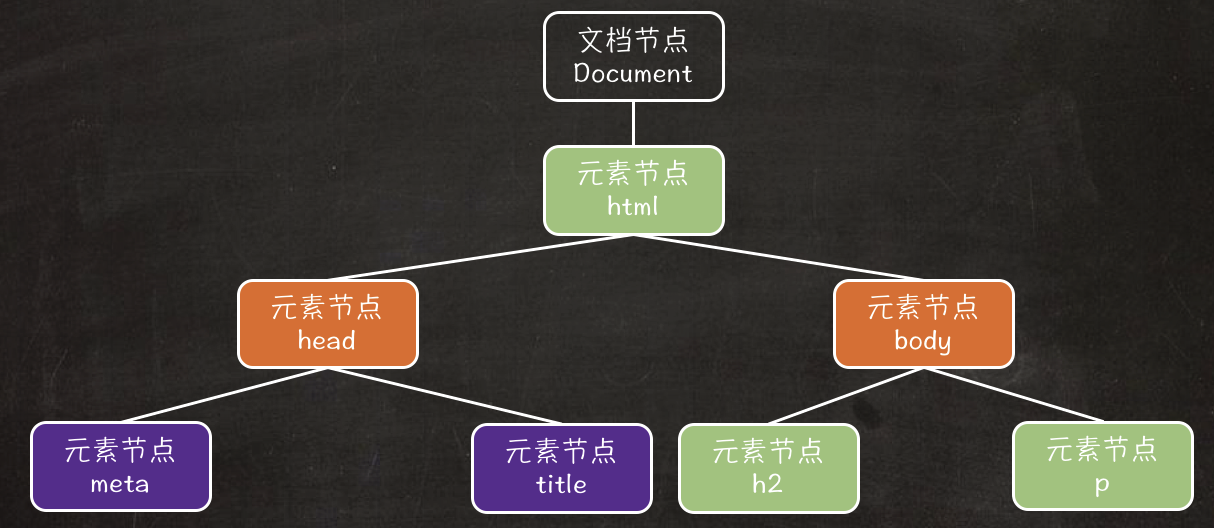 文档节点
Document
元素节点
html
元素节点
head
元素节点
body
元素节点
meta
元素节点
title
元素节点
h2
元素节点
p